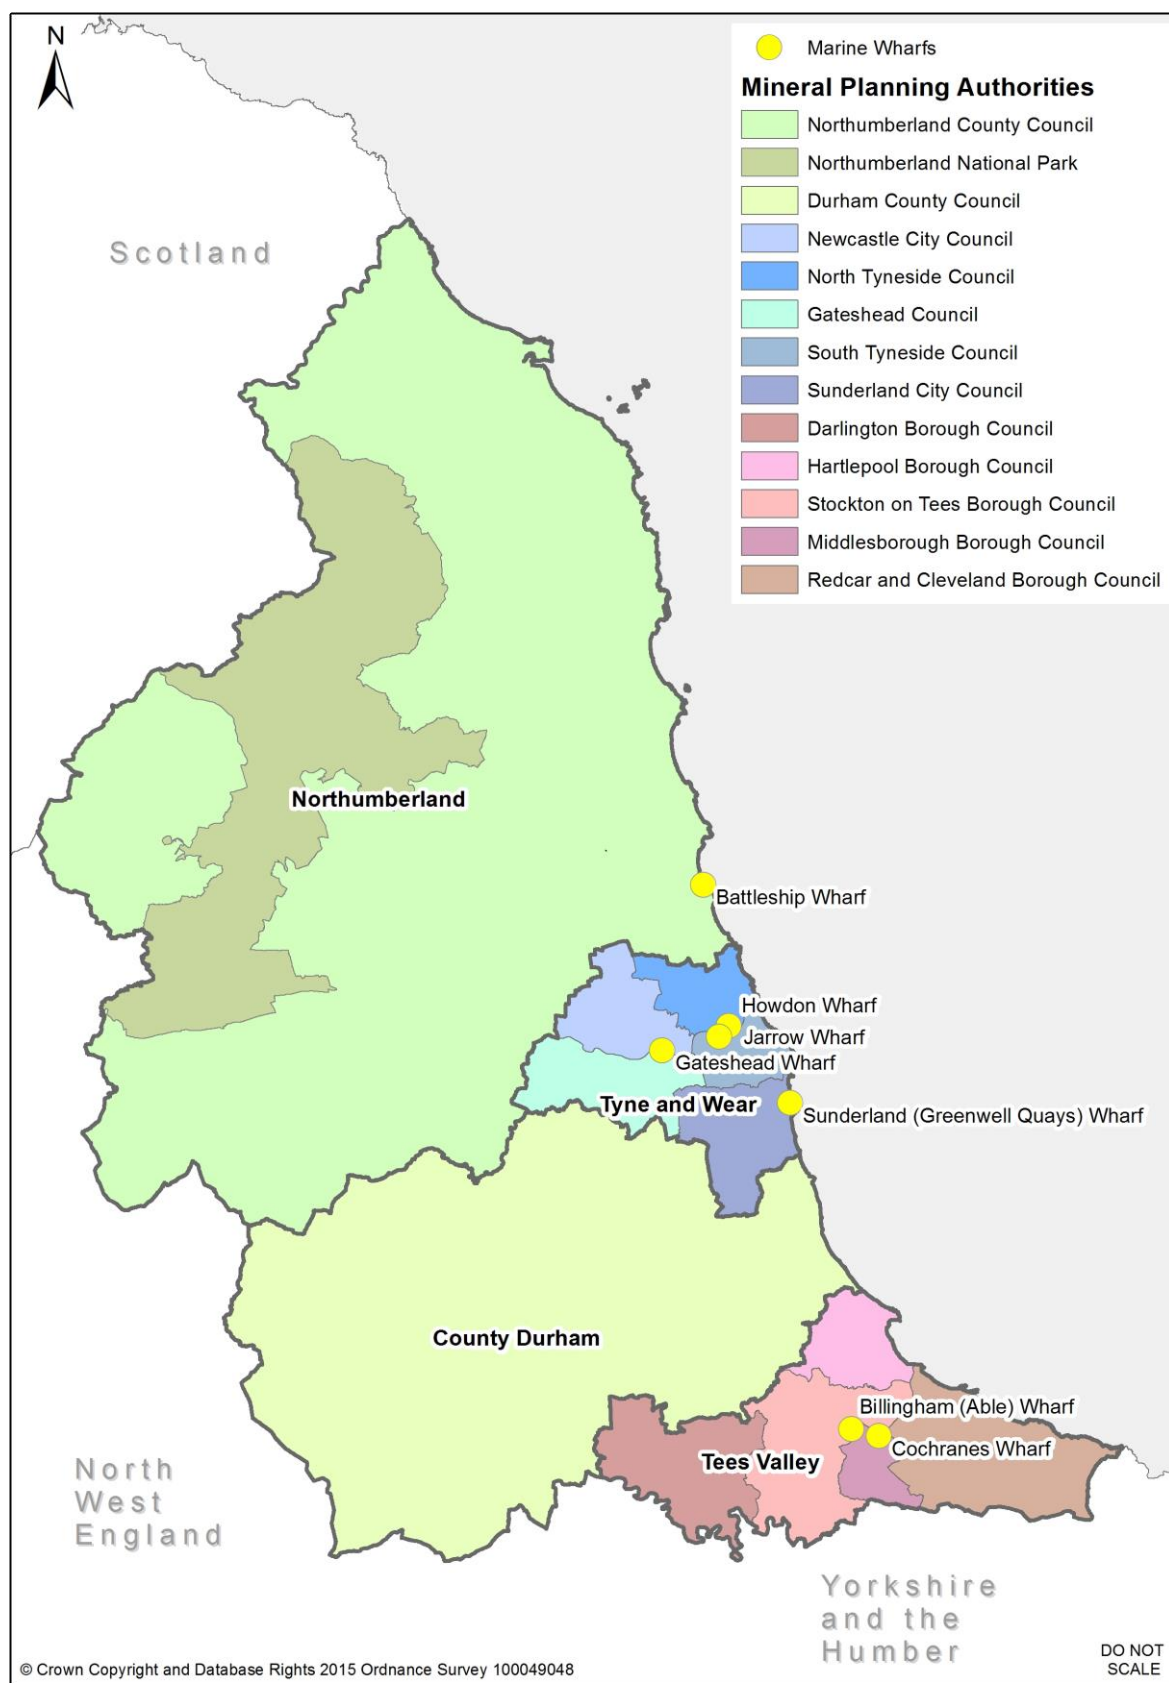 N
Marine Wharfs
Mineral Planning Authorities
Northumberland County Council
Northumberland National Park
Durham County Council
Newcastle City Council
North Tyneside Council
Gateshead Council
South Tyneside Council
Sunderland City Council
Darlington Borough Council
Hartlepool Borough Council
Stockton on Tees Borough Council
Middlesborough Borough Council
Redcar and Cleveland Borough Council
Scotland
Northumberland
Battleship Wharf
Howdon Wharf
Jarrow Wharf
Gateshead Wharf
Tyne and Wear
Sunderland (Greenwell Quays) Wharf
County Durham
Billingham (Able) Wharf
Cochranes Wharf
Tees Valley
North
West
England
Yorkshire
and the
Humber
© Crown Copyright and Database Rights 2015 Ordnance Survey 100049048
DO NOT
SCALE